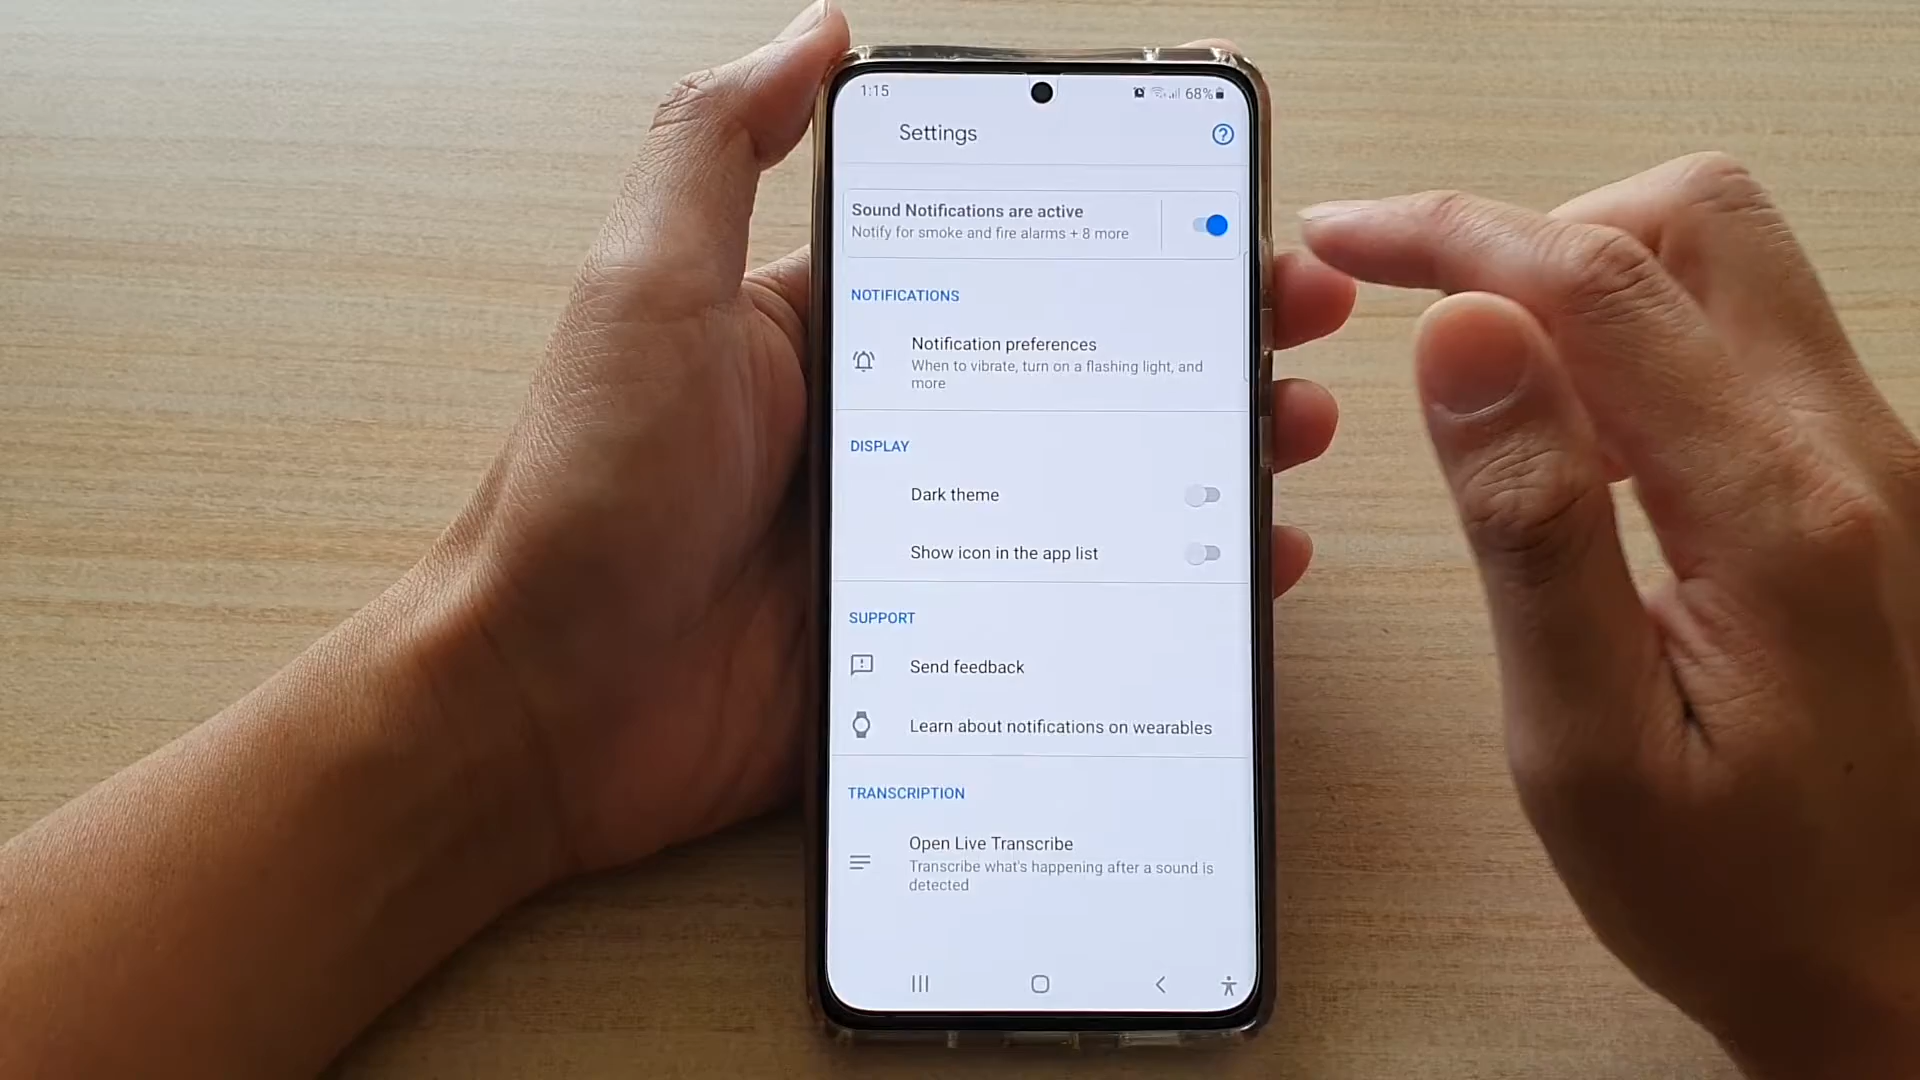 1:15
68%
Settings
Sound Notifications are active
Notify for smoke and fire alarms + 8 more
NOTIFICATIONS
Notification preferences
When to vibrate, turn on a flashing light, and
more
DISPLAY
Dark theme
Show icon in the app list
SUPPORT
Send feedback
Learn about notifications on wearables
TRANSCRIPTION
Open Live Transcribe
Transcribe what's happening after a sound is
detected